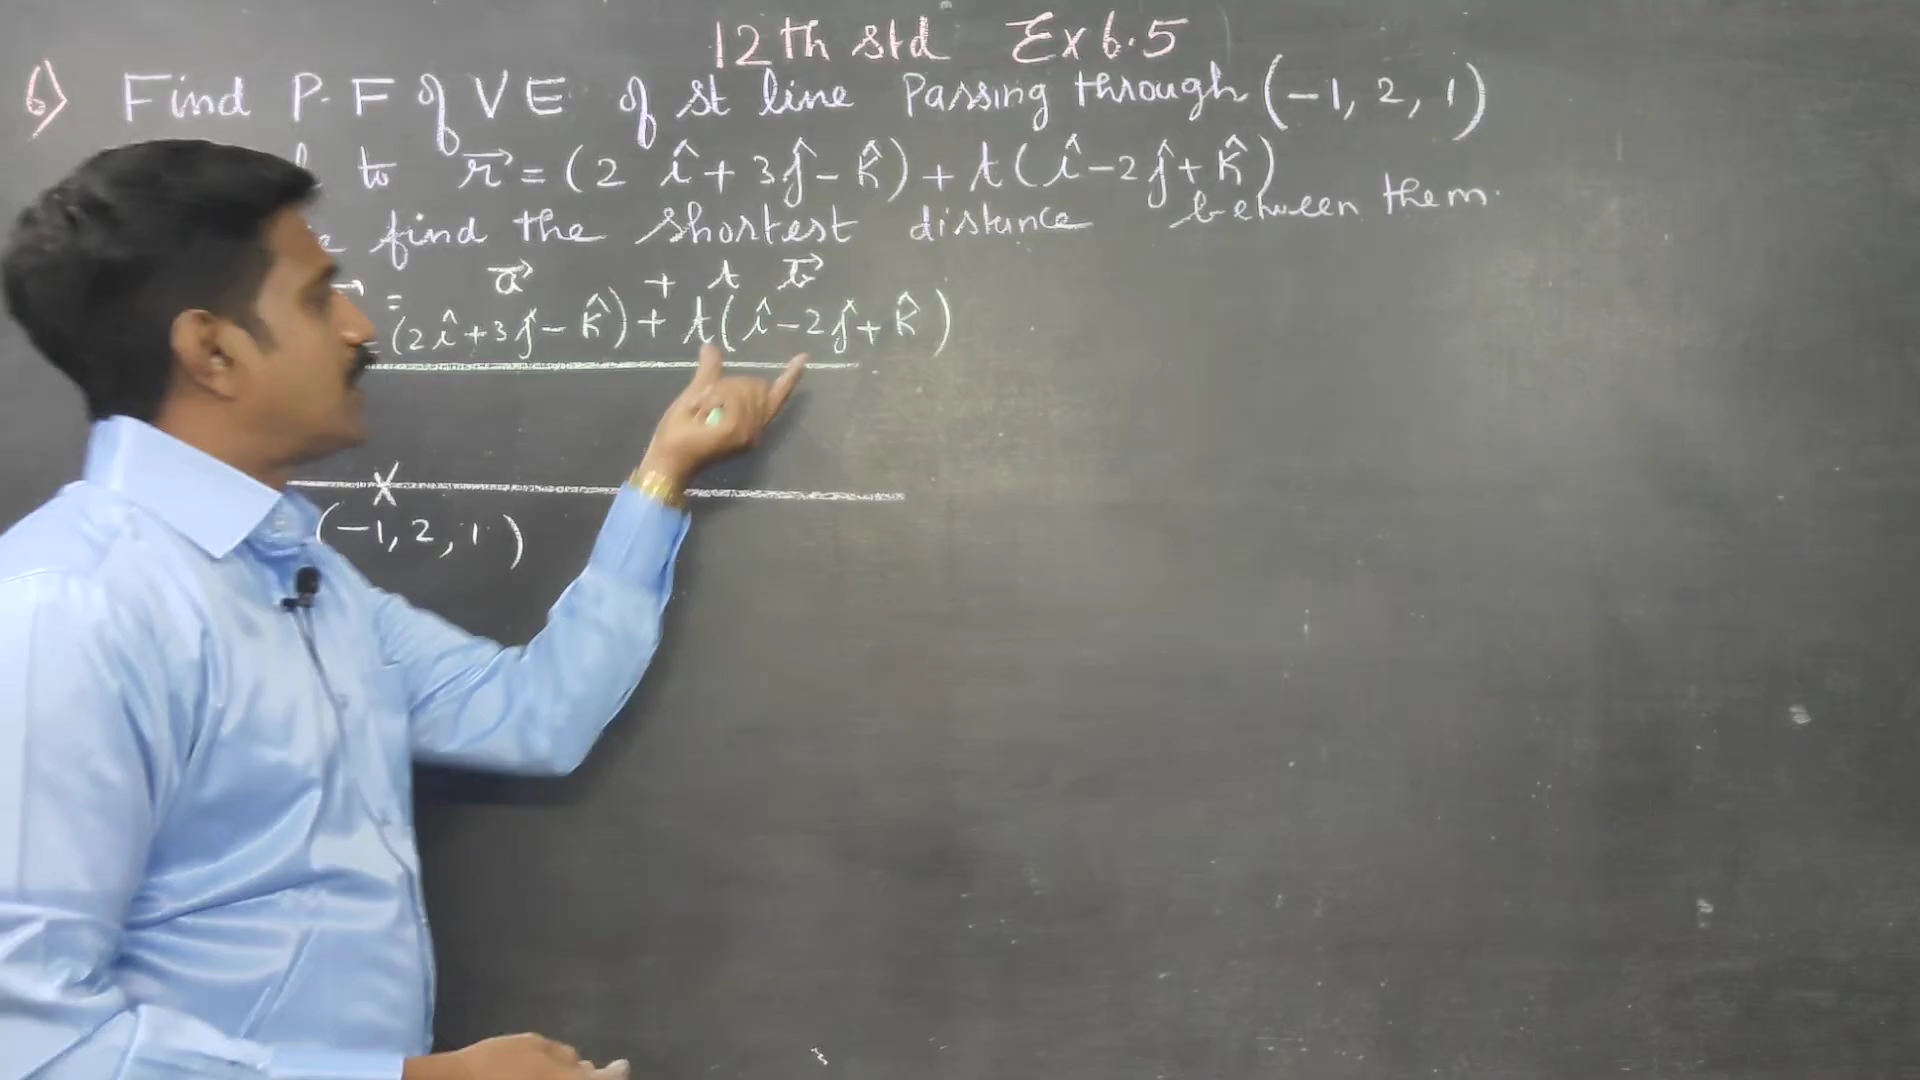 12th std Ex 6.5
6) Find P.F of VE of st line Passing through (-1, 2, 1)
to r⃗ = (2 î + 3ĵ - k̂) + t(î - 2ĵ + k̂)
find the shortest distance between them.
= a⃗ + t b⃗
= (2î + 3ĵ - k̂) + t(î - 2ĵ + k̂)
(-1, 2, 1)